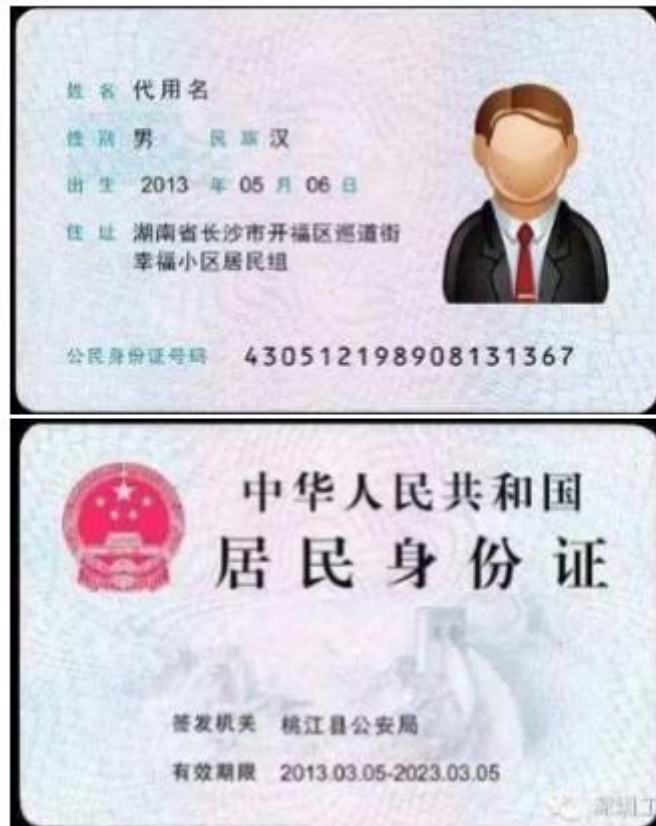 姓名 代用名
性别 男 民族 汉
出生 2013 年 05 月 06 日
住址 湖南省长沙市开福区巡道街
幸福小区居民组
公民身份证号码 430512198908131367
中华人民共和国
居民身份证
签发机关 桃江县公安局
有效期限 2013.03.05-2023.03.05
深圳工